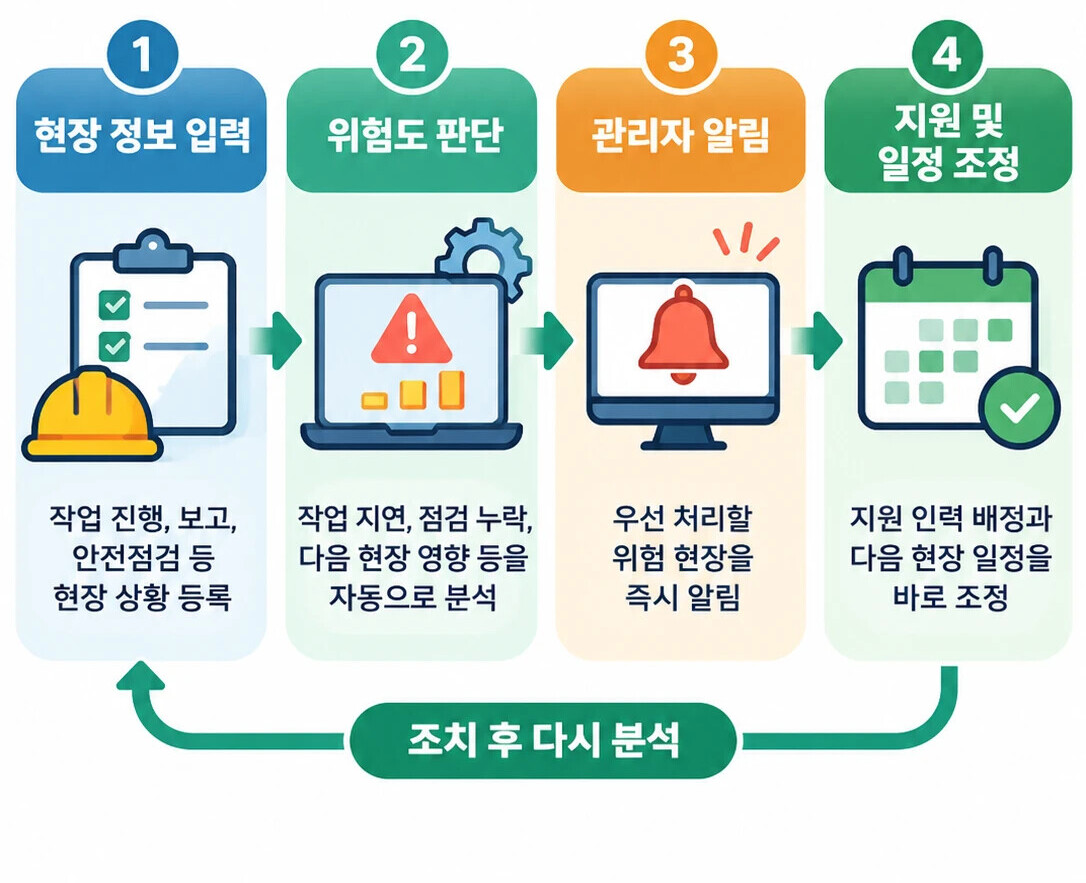 1
현장 정보 입력
작업 진행, 보고,
안전점검 등
현장 상황 등록
2
위험도 판단
작업 지연, 점검 누락,
다음 현장 영향 등을
자동으로 분석
3
관리자 알림
우선 처리할
위험 현장을
즉시 알림
4
지원 및
일정 조정
지원 인력 배정과
다음 현장 일정을
바로 조정
조치 후 다시 분석